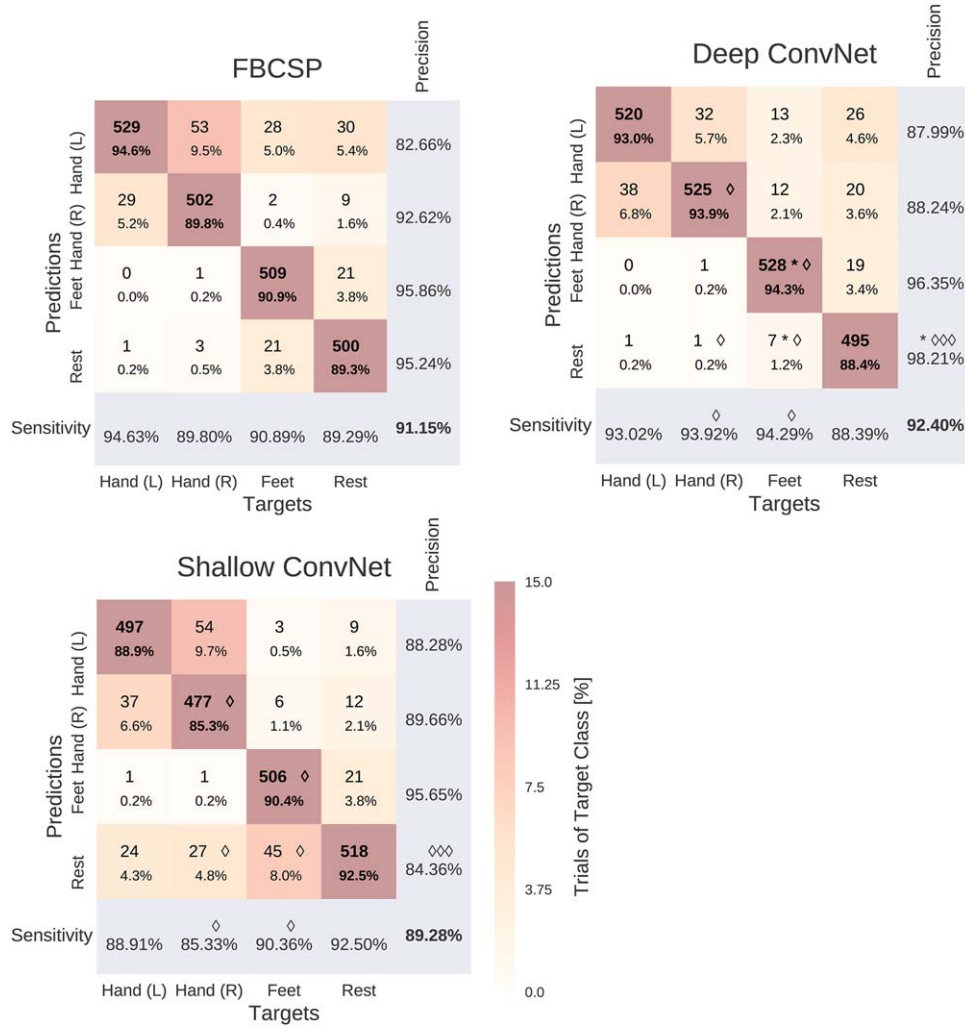 FBCSP
Precision
Predictions
Hand (L)
529 53 28 30
94.6% 9.5% 5.0% 5.4%
82.66%
Hand (R)
29 502 2 9
5.2% 89.8% 0.4% 1.6%
92.62%
Feet
0 1 509 21
0.0% 0.2% 90.9% 3.8%
95.86%
Rest
1 3 21 500
0.2% 0.5% 3.8% 89.3%
95.24%
Sensitivity
94.63% 89.80% 90.89% 89.29% 91.15%
Hand (L) Hand (R) Feet Rest
Targets
Deep ConvNet
Precision
Predictions
Hand (L)
520 32 13 26
93.0% 5.7% 2.3% 4.6%
87.99%
Hand (R)
38 525 ◊ 12 20
6.8% 93.9% 2.1% 3.6%
88.24%
Feet
0 1 528 * ◊ 19
0.0% 0.2% 94.3% 3.4%
96.35%
Rest
1 1 ◊ 7 * ◊ 495
0.2% 0.2% 1.2% 88.4%
* ◊◊◊
98.21%
Sensitivity
◊ ◊
93.02% 93.92% 94.29% 88.39% 92.40%
Hand (L) Hand (R) Feet Rest
Targets
Shallow ConvNet
Precision
Predictions
Hand (L)
497 54 3 9
88.9% 9.7% 0.5% 1.6%
88.28%
Hand (R)
37 477 ◊ 6 12
6.6% 85.3% 1.1% 2.1%
89.66%
Feet
1 1 506 ◊ 21
0.2% 0.2% 90.4% 3.8%
95.65%
Rest
24 27 ◊ 45 ◊ 518
4.3% 4.8% 8.0% 92.5%
◊◊◊
84.36%
Sensitivity
◊ ◊
88.91% 85.33% 90.36% 92.50% 89.28%
Hand (L) Hand (R) Feet Rest
Targets
15.0
11.25
7.5
3.75
0.0
Trials of Target Class [%]